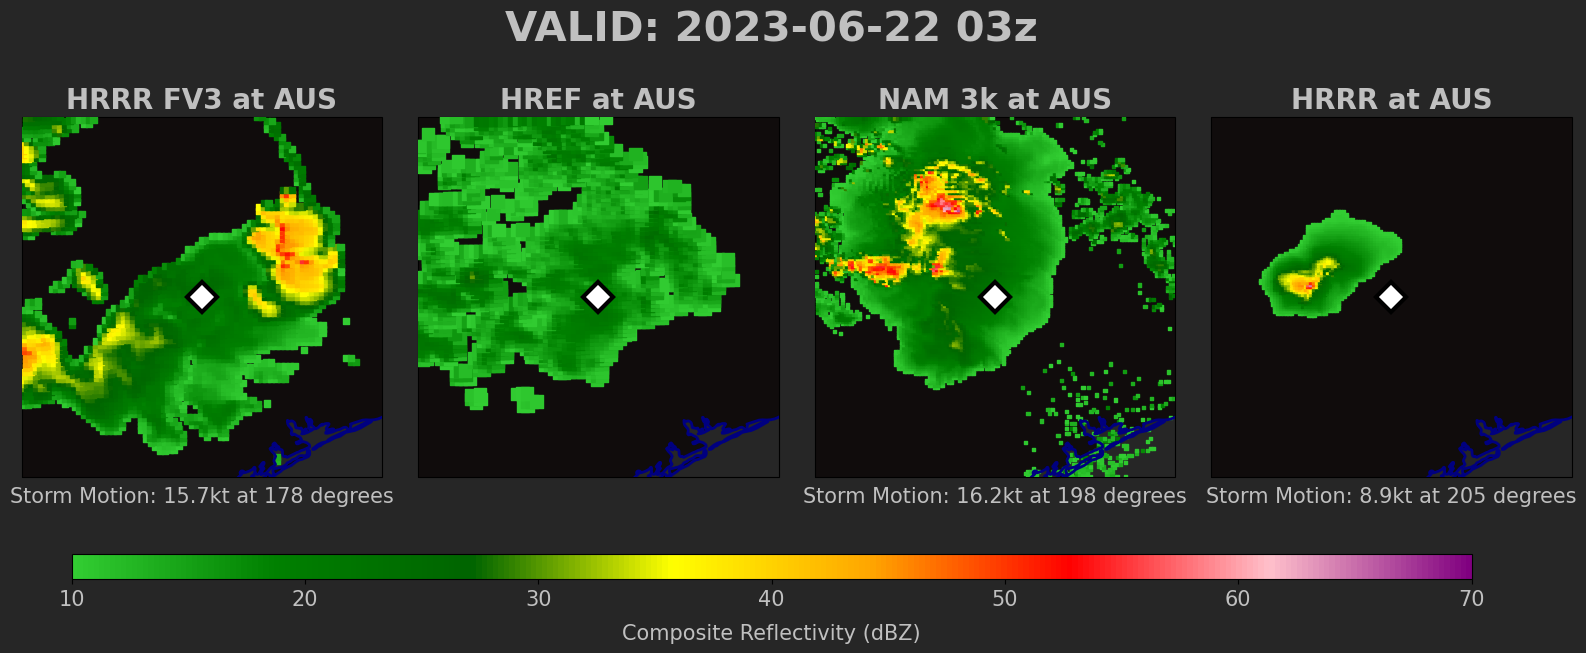 VALID: 2023-06-22 03z
HRRR FV3 at AUS
HREF at AUS
NAM 3k at AUS
HRRR at AUS
Storm Motion: 15.7kt at 178 degrees
Storm Motion: 16.2kt at 198 degrees
Storm Motion: 8.9kt at 205 degrees
10 20 30 40 50 60 70
Composite Reflectivity (dBZ)